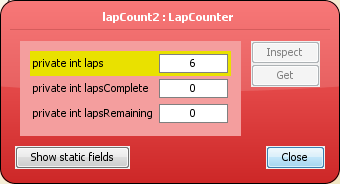 lapCount2 : LapCounter
private int laps 6
Inspect
Get
private int lapsComplete 0
private int lapsRemaining 0
Show static fields
Close